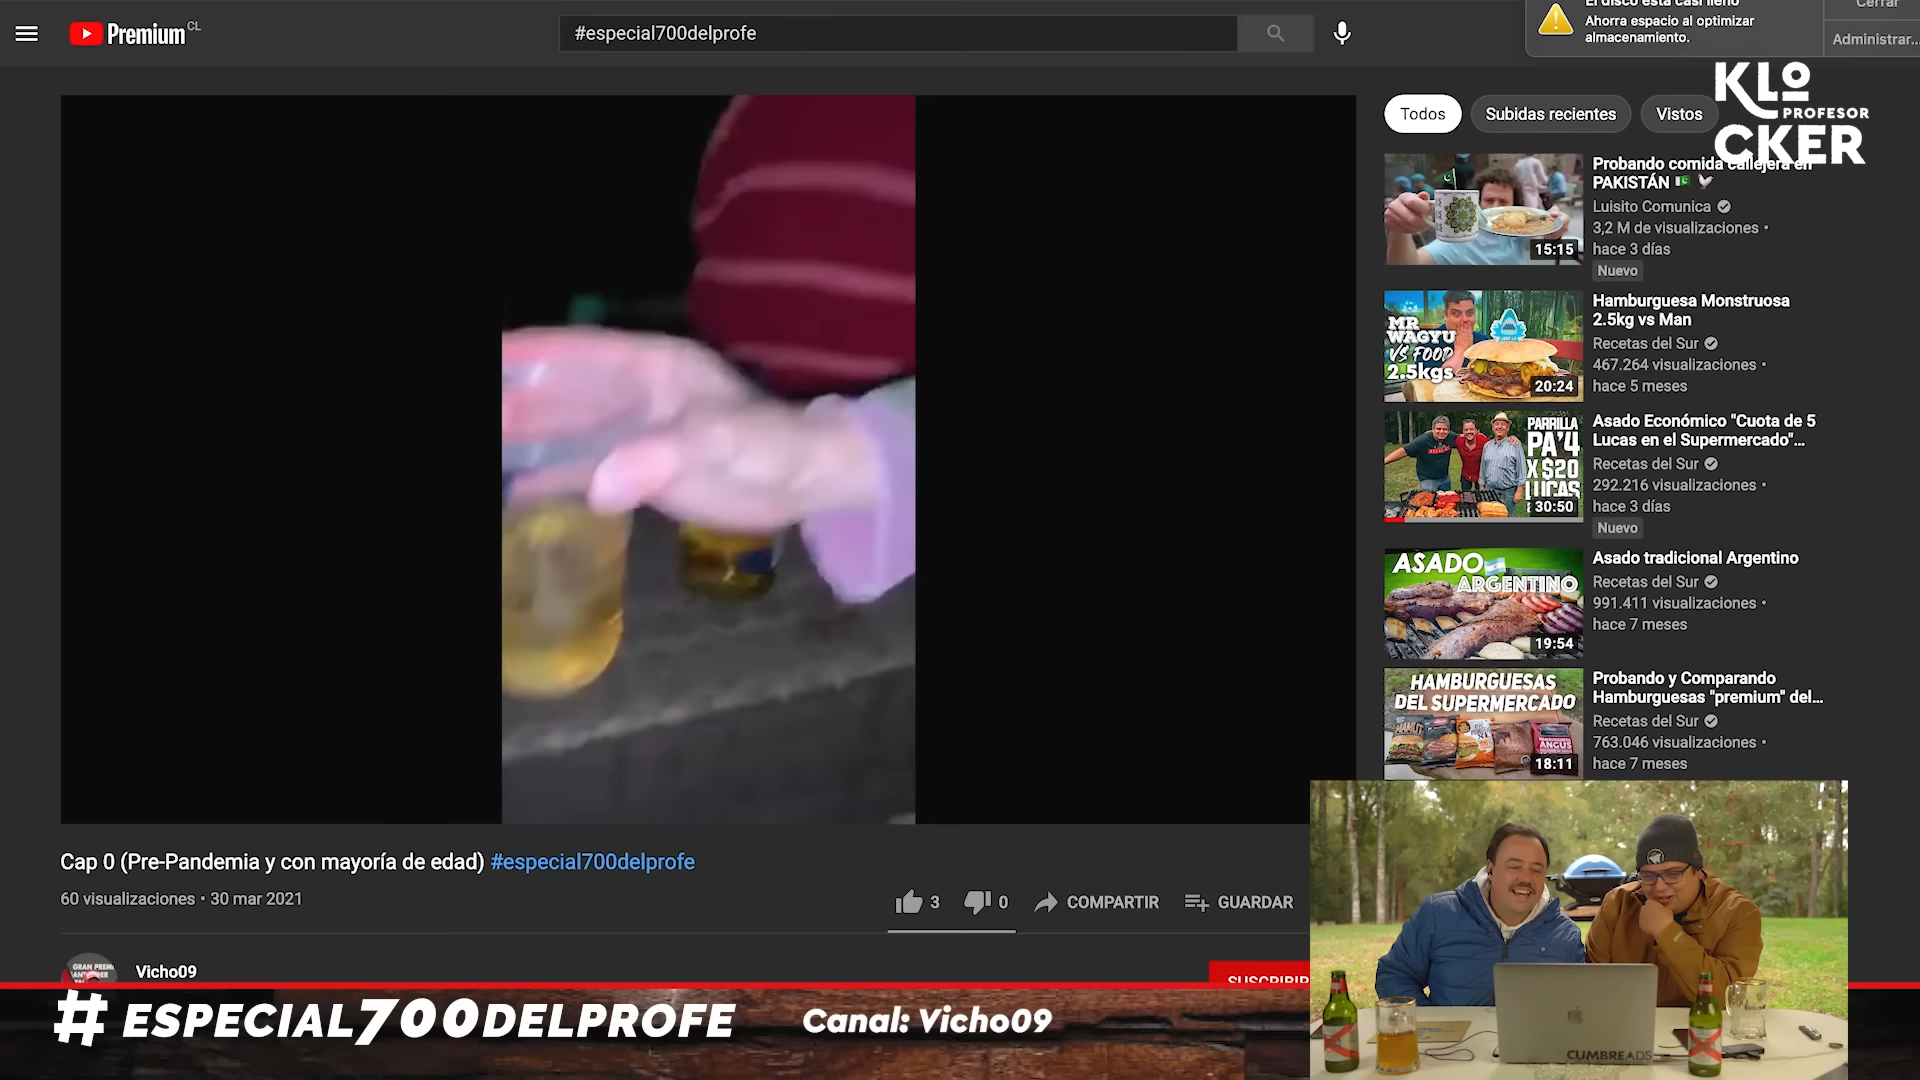 Premium CL
#especial700delprofe
El disco está casi lleno
Ahorra espacio al optimizar
almacenamiento.
Cerrar
Administrar...
KLO
PROFESOR
CKER
Todos
Subidas recientes
Vistos
Probando comida callejera en
PAKISTÁN
Luisito Comunica
3,2 M de visualizaciones •
hace 3 días
Nuevo
15:15
MR
WAGYU
VS FOOD
2.5kgs
20:24
Hamburguesa Monstruosa
2.5kg vs Man
Recetas del Sur
467.264 visualizaciones •
hace 5 meses
PARRILLA
PA'4
X $20
LUCAS
30:50
Asado Económico "Cuota de 5
Lucas en el Supermercado"...
Recetas del Sur
292.216 visualizaciones •
hace 3 días
Nuevo
ASADO
ARGENTINO
19:54
Asado tradicional Argentino
Recetas del Sur
991.411 visualizaciones •
hace 7 meses
HAMBURGUESAS
DEL SUPERMERCADO
18:11
Probando y Comparando
Hamburguesas "premium" del...
Recetas del Sur
763.046 visualizaciones •
hace 7 meses
Cap 0 (Pre-Pandemia y con mayoría de edad) #especial700delprofe
60 visualizaciones • 30 mar 2021
3
0
COMPARTIR
GUARDAR
Vicho09
SUSCRIBIR
# ESPECIAL700DELPROFE
Canal: Vicho09
CUMBREADS